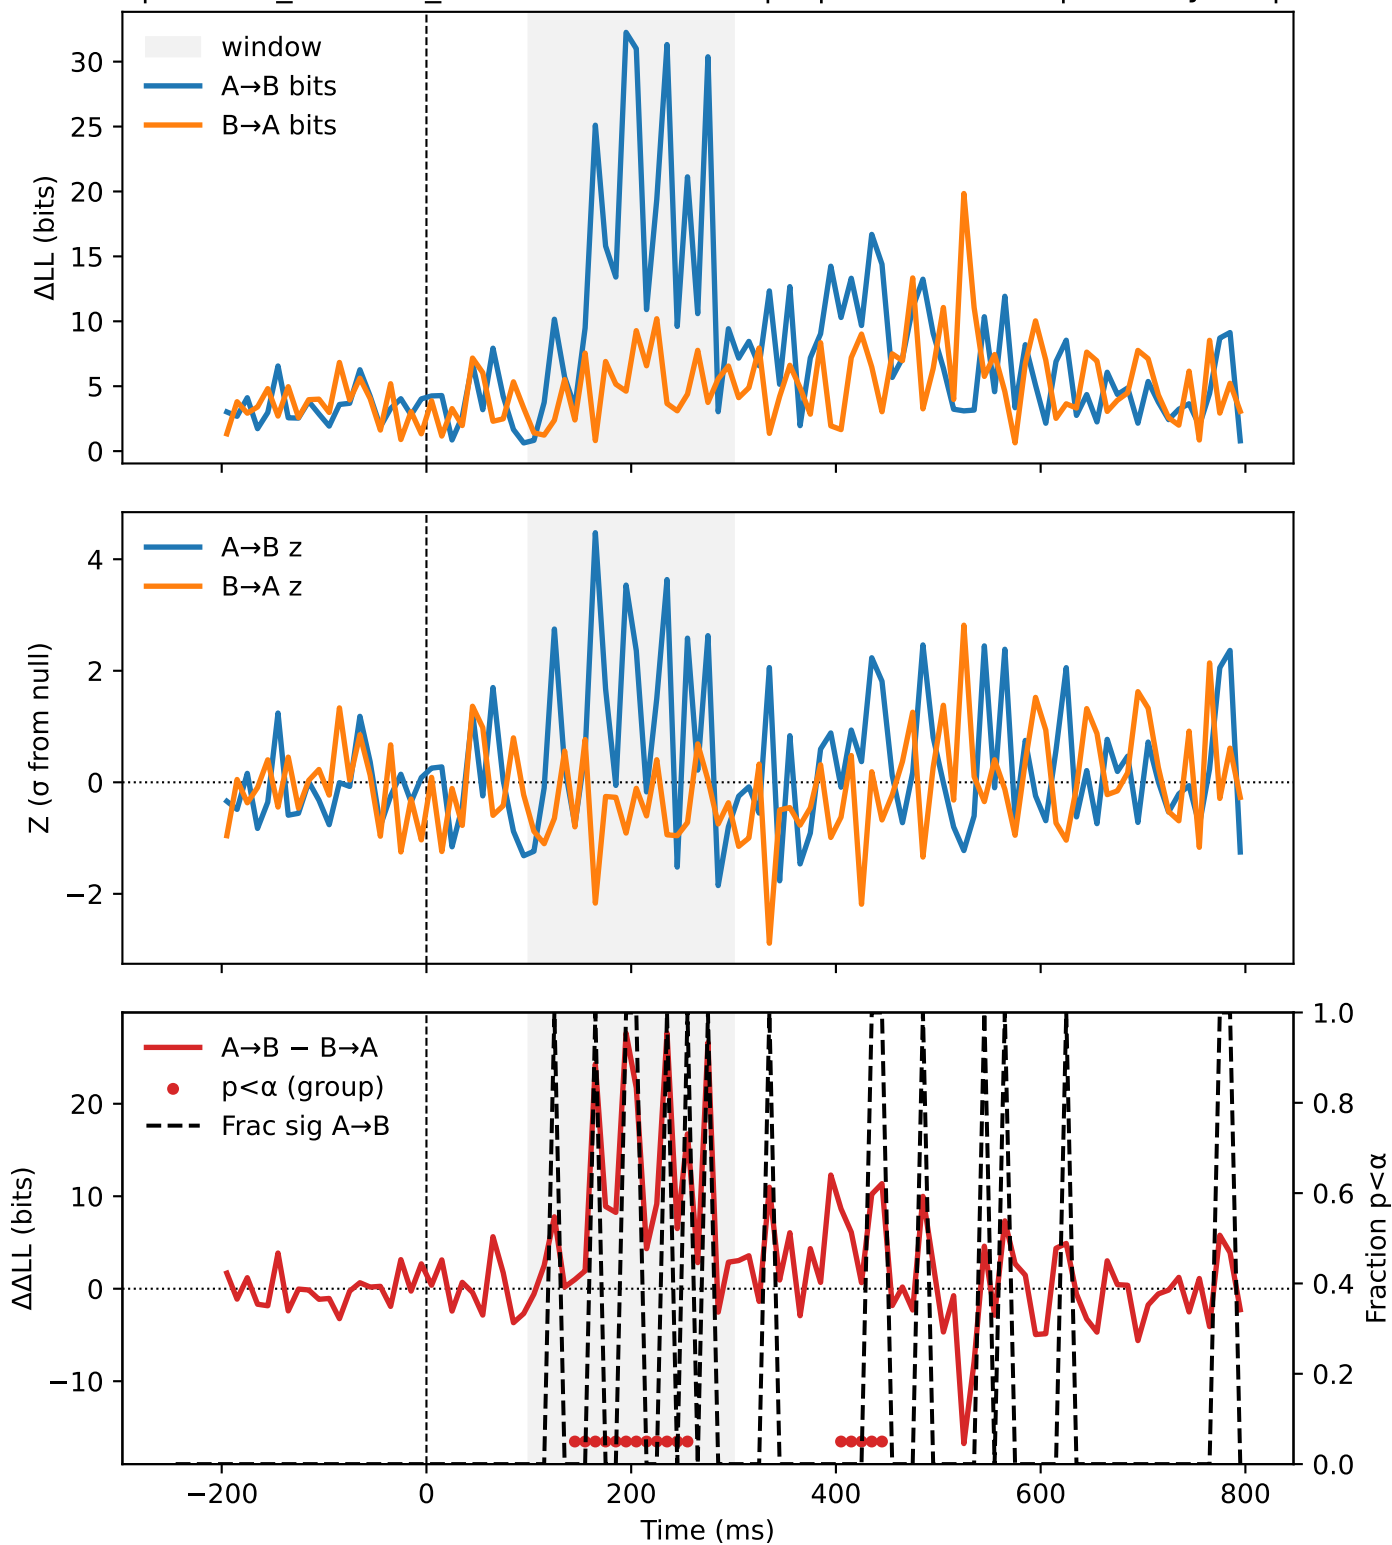 window
A→B bits
B→A bits
30
25
20
15
10
5
0
ΔLL (bits)
A→B z
B→A z
4
2
0
−2
Z (σ from null)
A→B − B→A
p<α (group)
Frac sig A→B
20
10
0
−10
ΔΔLL (bits)
1.0
0.8
0.6
0.4
0.2
0.0
Fraction p<α
−200
0
200
400
600
800
Time (ms)